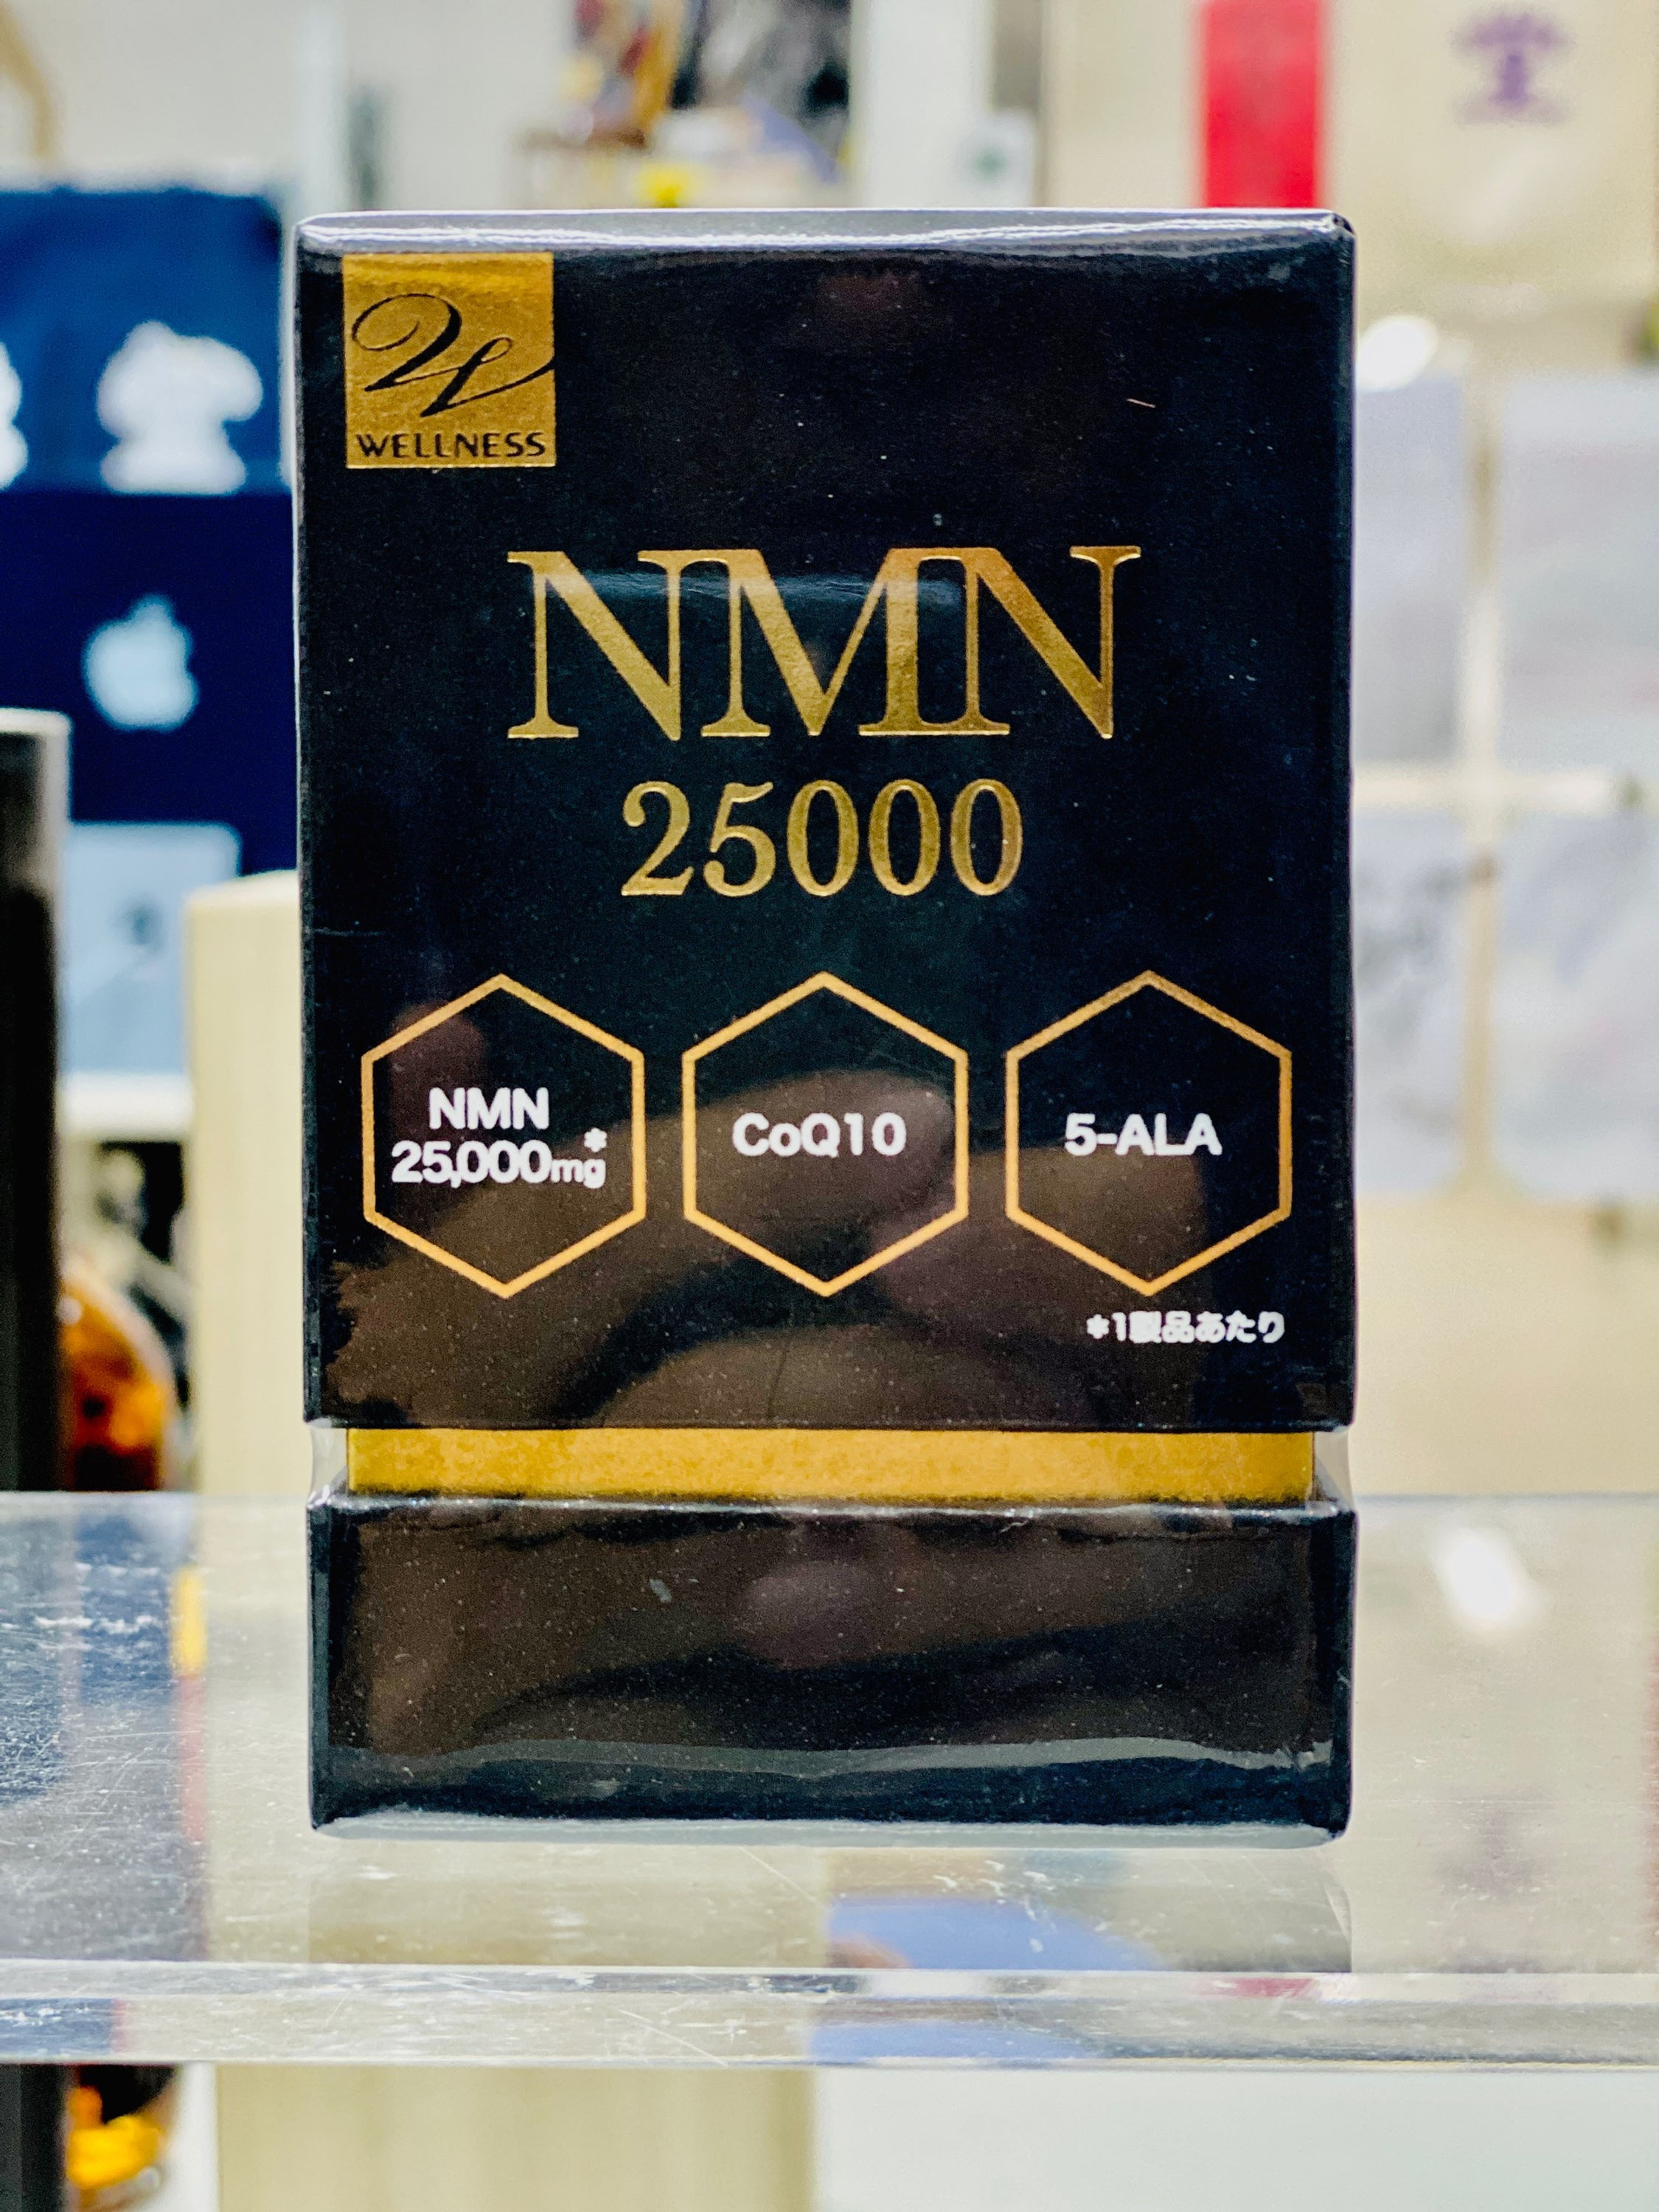 W
WELLNESS
NMN
25000
NMN
25,000mg*
CoQ10
5-ALA
*1製品あたり